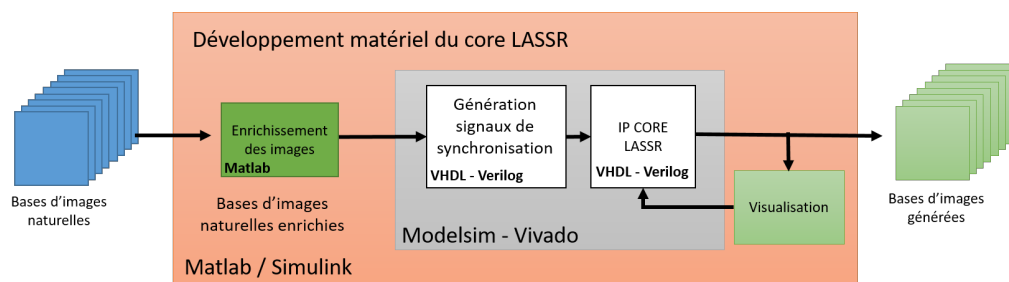 Développement matériel du core LASSR
Bases d'images
naturelles
Enrichissement
des images
Matlab
Bases d'images
naturelles enrichies
Génération
signaux de
synchronisation
VHDL - Verilog
IP CORE
LASSR
VHDL - Verilog
Visualisation
Modelsim - Vivado
Matlab / Simulink
Bases d'images
générées